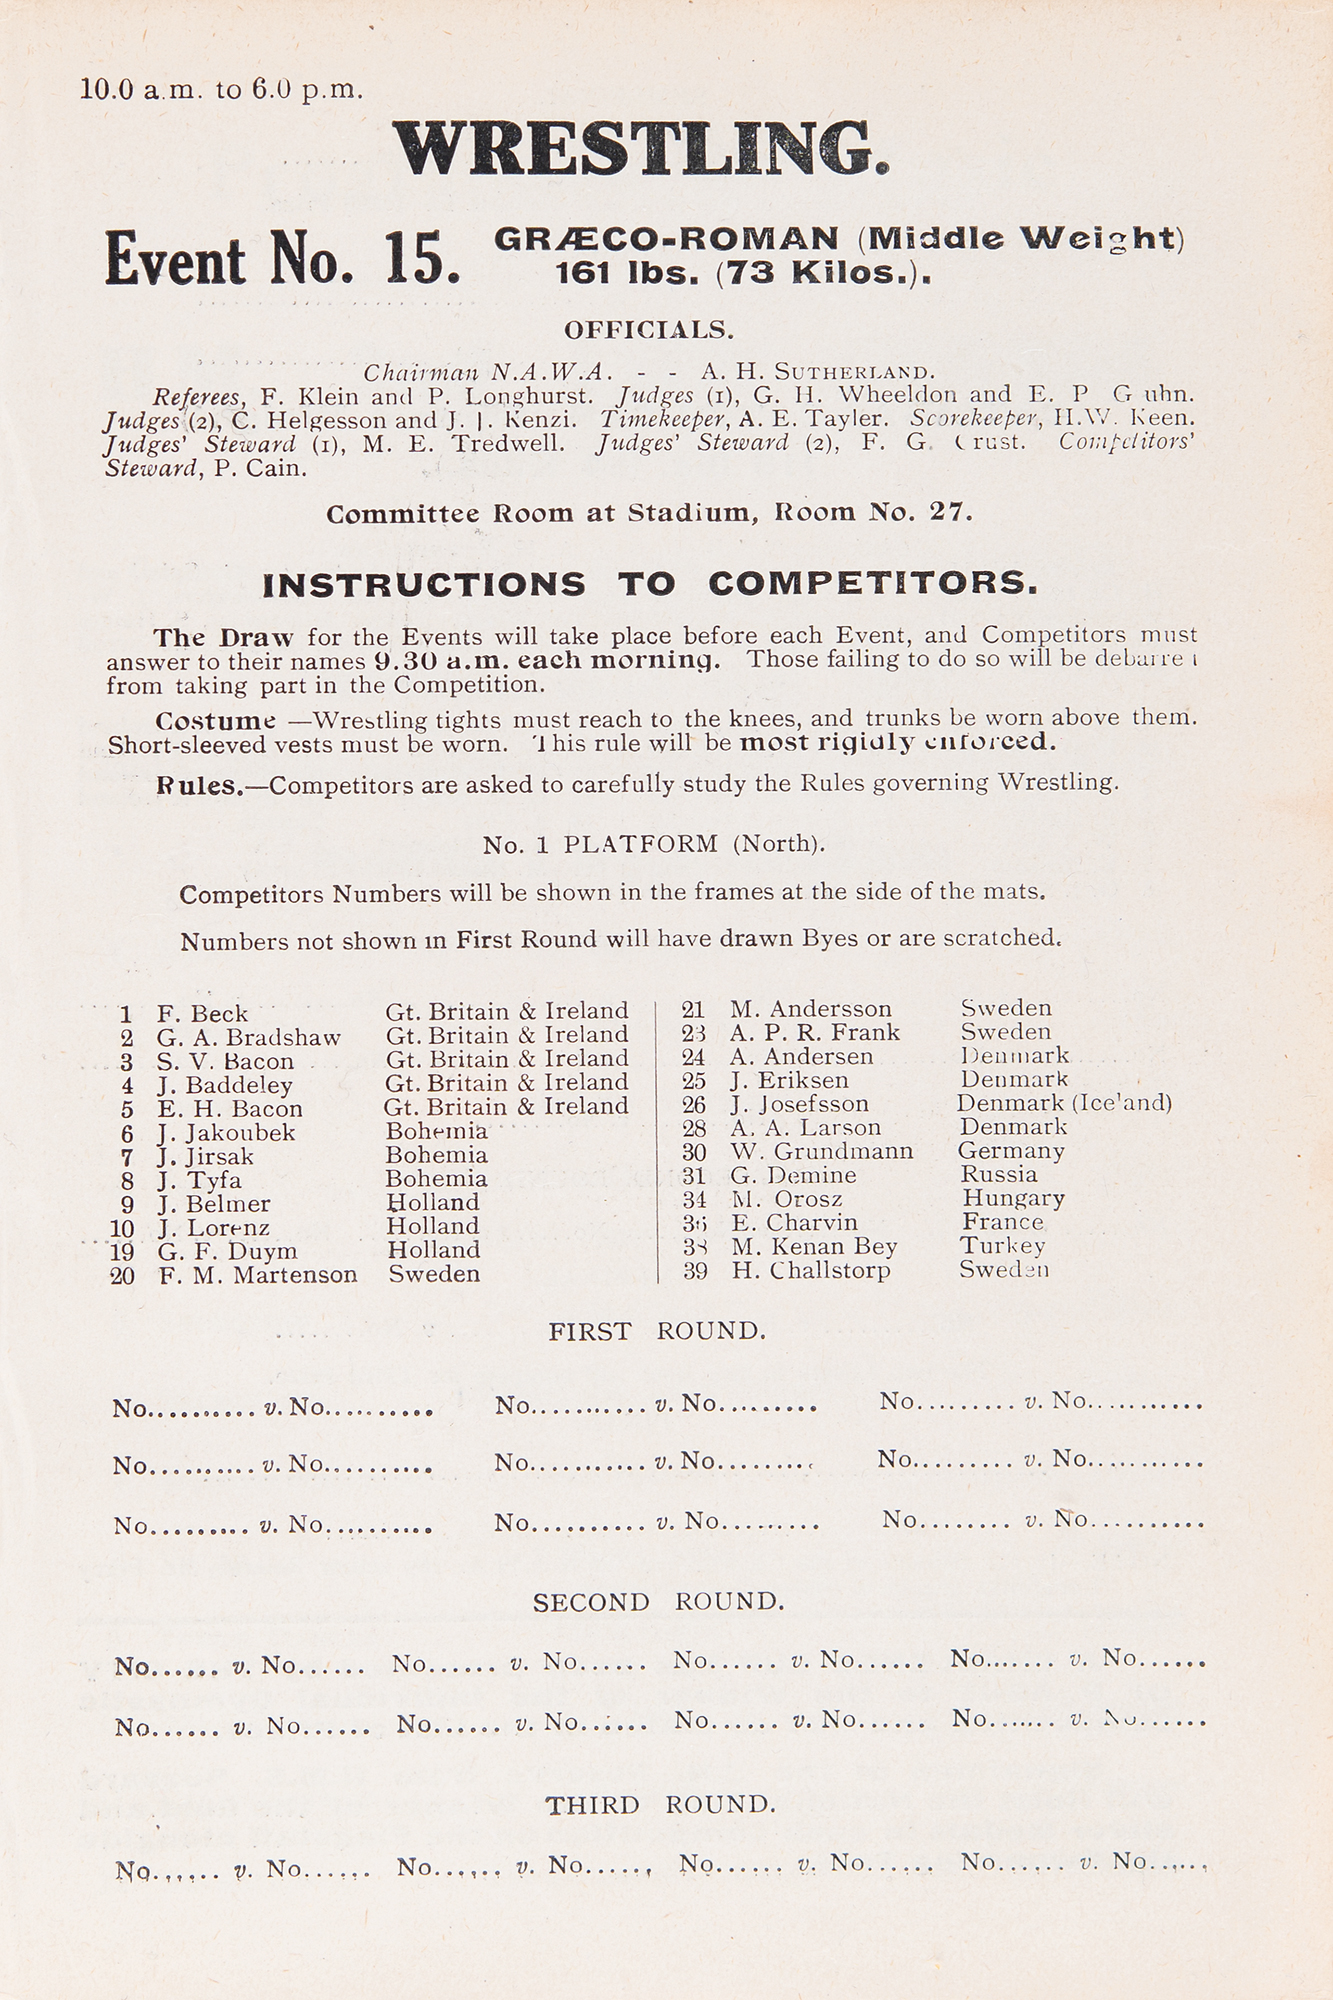 10.0 a.m. to 6.0 p.m.
WRESTLING.
Event No. 15.
GRÆCO-ROMAN (Middle Weight)
161 lbs. (73 Kilos.).
OFFICIALS.
Chairman N.A.W.A. - - A. H. SUTHERLAND.
Referees, F. Klein and P. Longhurst. Judges (1), G. H. Wheeldon and E. P
Judges (2), C. Helgesson and J. J. Kenzi. Timekeeper, A. E. Tayler. Scorekeeper, H.W. Keen.
Judges' Steward (1), M. E. Tredwell. Judges' Steward (2), F. G. Crust. Competitors'
Steward, P. Cain.
Committee Room at Stadium, Room No. 27.
INSTRUCTIONS TO COMPETITORS.
The Draw for the Events will take place before each Event, and Competitors must
answer to their names 9.30 a.m. each morning. Those failing to do so will be debarred
from taking part in the Competition.
Costume —Wrestling tights must reach to the knees, and trunks be worn above them.
Short-sleeved vests must be worn. This rule will be most rigidly enforced.
Rules.—Competitors are asked to carefully study the Rules governing Wrestling.
No. 1 PLATFORM (North).
Competitors Numbers will be shown in the frames at the side of the mats.
Numbers not shown in First Round will have drawn Byes or are scratched.
1 F. Beck Gt. Britain & Ireland
2 G. A. Bradshaw Gt. Britain & Ireland
3 S. V. Bacon Gt. Britain & Ireland
4 J. Baddeley Gt. Britain & Ireland
5 E. H. Bacon Gt. Britain & Ireland
6 J. Jakoubek Bohemia
7 J. Jirsak Bohemia
8 J. Tyfa Bohemia
9 J. Belmer Holland
10 J. Lorenz Holland
19 G. F. Duym Holland
20 F. M. Martenson Sweden
21 M. Andersson Sweden
23 A. P. R. Frank Sweden
24 A. Andersen Denmark
25 J. Eriksen Denmark
26 J. Josefsson Denmark (Iceland)
28 A. A. Larson Denmark
30 W. Grundmann Germany
31 G. Demine Russia
34 M. Orosz Hungary
36 E. Charvin France
38 M. Kenan Bey Turkey
39 H. Challstorp Sweden
FIRST ROUND.
No.......... v. No.......... No........... v. No......... No......... v. No...........
No.......... v. No.......... No........... v. No......... No......... v. No...........
No......... v. No.......... No.......... v. No......... No........ v. No..........
SECOND ROUND.
No...... v. No...... No...... v. No...... No...... v. No...... No....... v. No......
No...... v. No...... No...... v. No...... No...... v. No...... No....... v. No......
THIRD ROUND.
No...... v. No...... No...... v. No...... No...... v. No...... No...... v. No......